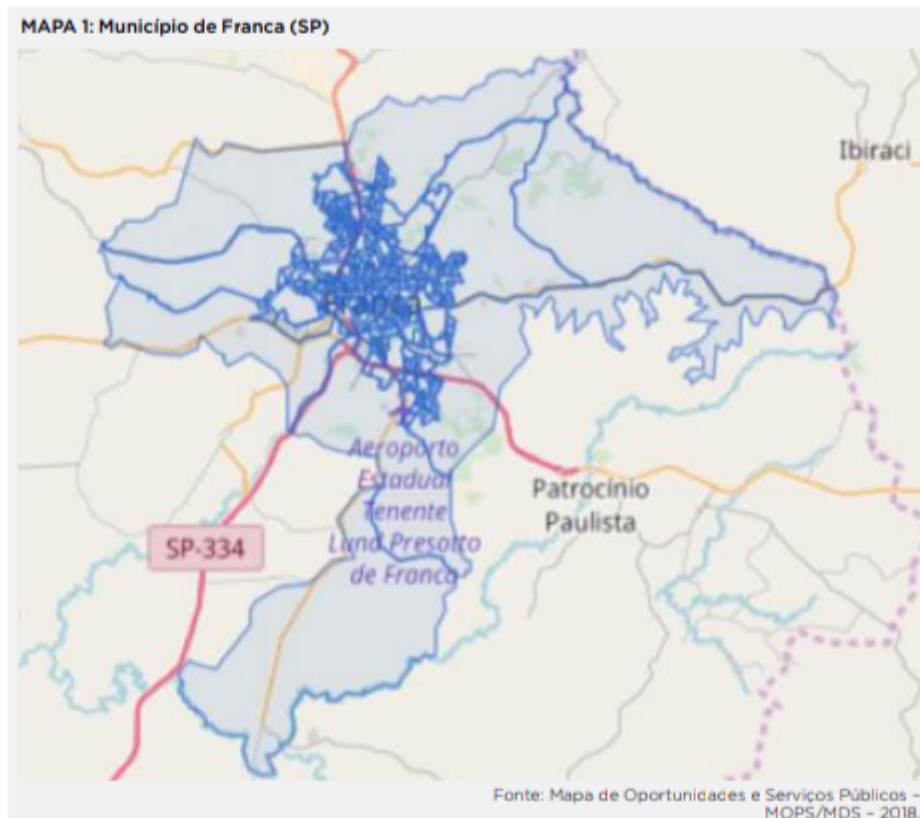 MAPA 1: Município de Franca (SP)
Ibiraci
Franca
Aeroporto
Estadual
Tenente
Lund Presotto
de Franca
Patrocínio
Paulista
SP-334
Fonte: Mapa de Oportunidades e Serviços Públicos –
MOPS/MDS – 2018